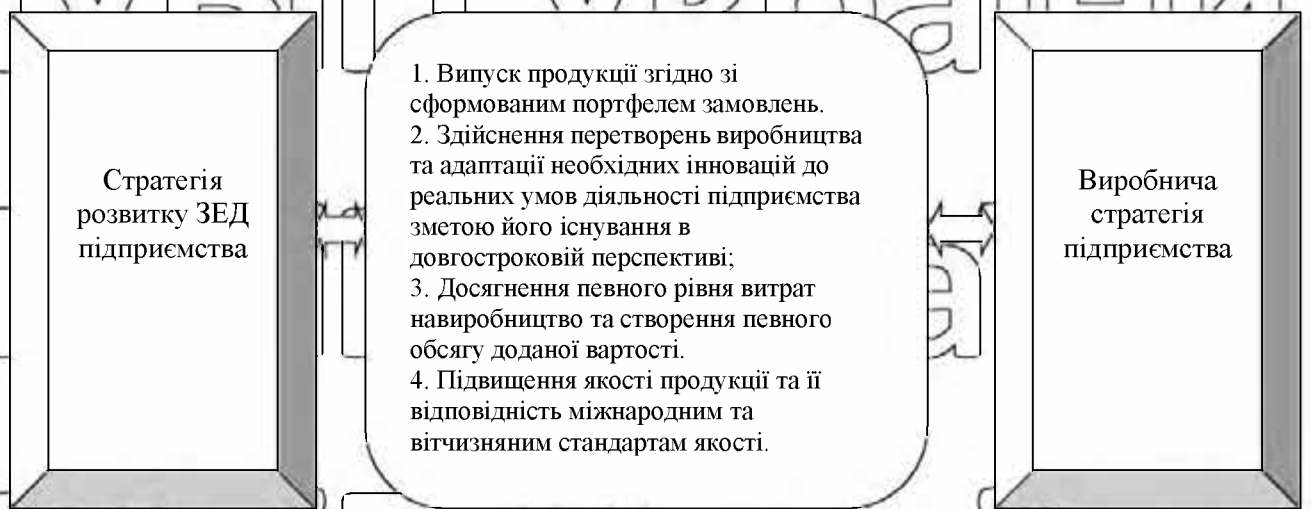 Стратегія
розвитку ЗЕД
підприємства
1. Випуск продукції згідно зі
сформованим портфелем замовлень.
2. Здійснення перетворень виробництва
та адаптації необхідних інновацій до
реальних умов діяльності підприємства
зметою його існування в
довгостроковій перспективі;
3. Досягнення певного рівня витрат
навиробництво та створення певного
обсягу доданої вартості.
4. Підвищення якості продукції та її
відповідність міжнародним та
вітчизняним стандартам якості.
Виробнича
стратегія
підприємства